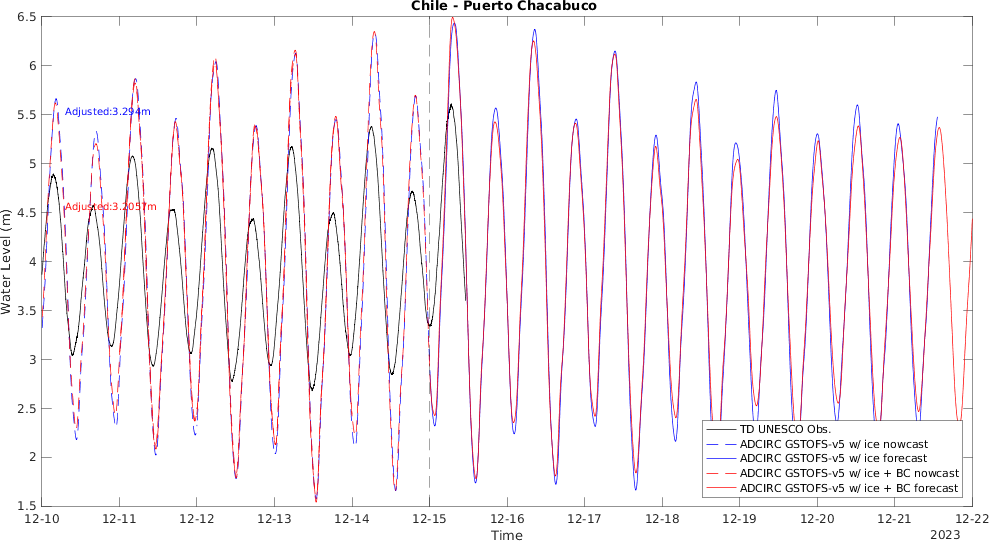 Chile - Puerto Chacabuco
6.5
6
5.5
5
4.5
4
3.5
3
2.5
2
1.5
Water Level (m)
Adjusted:3.294m
Adjusted:3.2057m
TD UNESCO Obs.
ADCIRC GSTOFS-v5 w/ ice nowcast
ADCIRC GSTOFS-v5 w/ ice forecast
ADCIRC GSTOFS-v5 w/ ice + BC nowcast
ADCIRC GSTOFS-v5 w/ ice + BC forecast
12-10 12-11 12-12 12-13 12-14 12-15 12-16 12-17 12-18 12-19 12-20 12-21 12-22
Time
2023